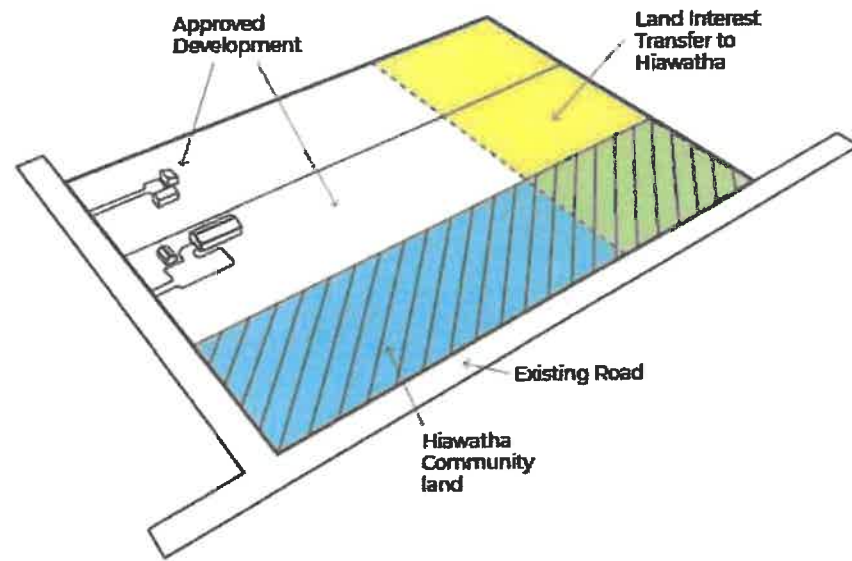 Approved
Development
Land Interest
Transfer to
Hiawatha
Existing Road
Hiawatha
Community
land